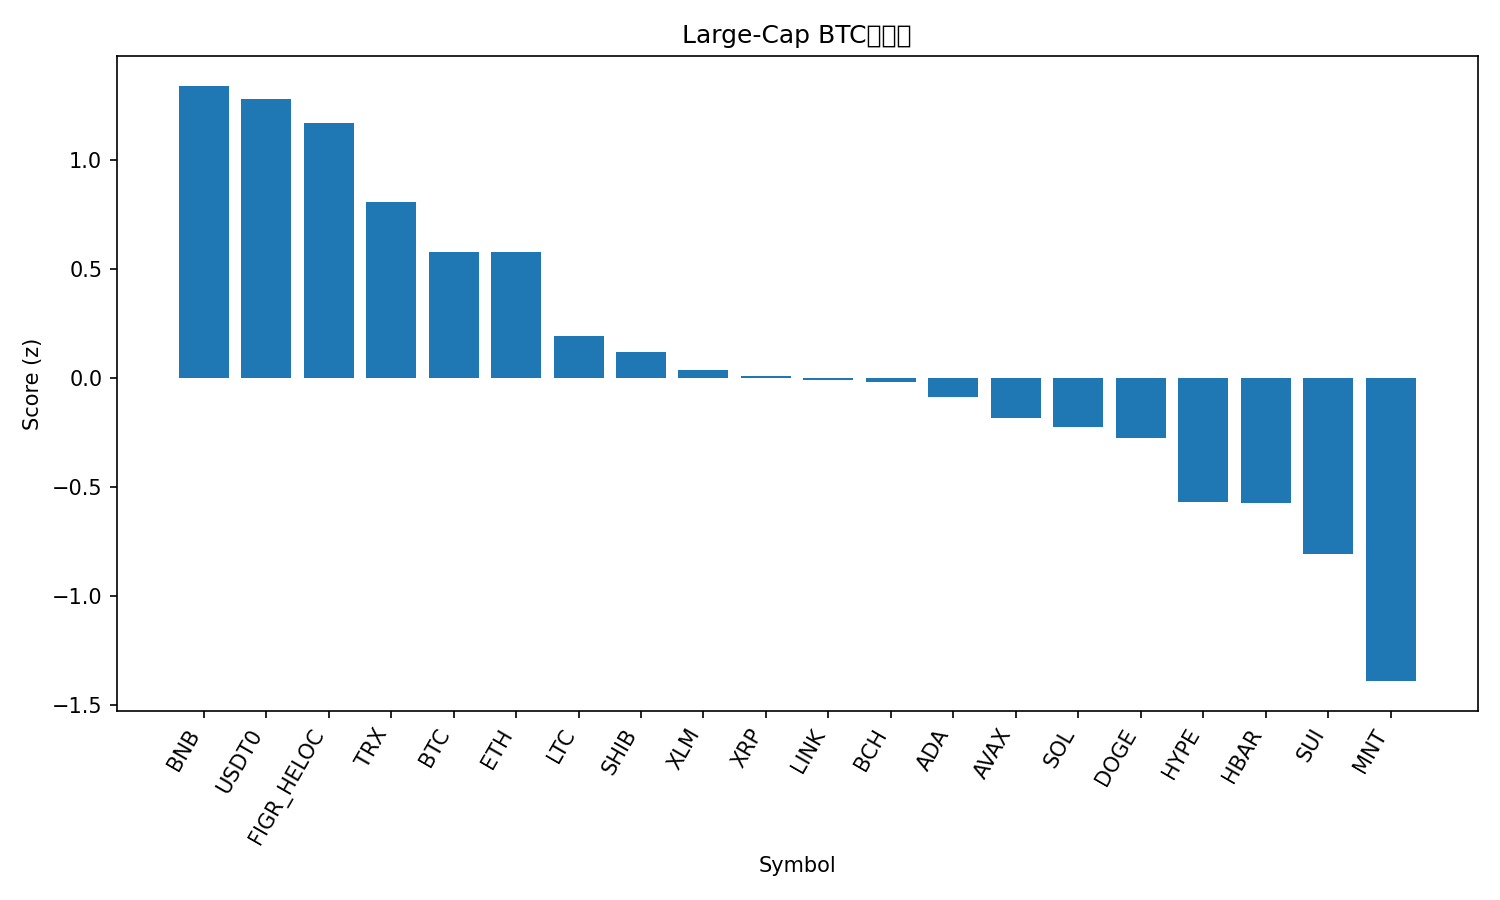 Large-Cap BTC
1.0
0.5
0.0
−0.5
−1.0
−1.5
Score (z)
BNB
USDT0
FIGR_HELOC
TRX
BTC
ETH
LTC
SHIB
XLM
XRP
LINK
BCH
ADA
AVAX
SOL
DOGE
HYPE
HBAR
SUI
MNT
Symbol